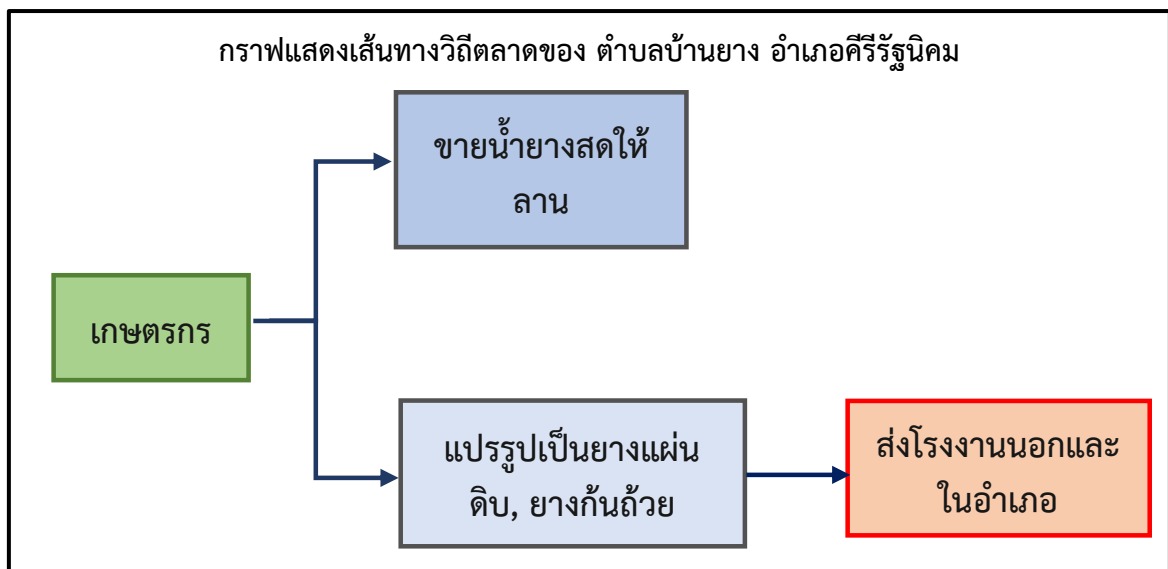 กราฟแสดงเส้นทางวิถีตลาดของ ตำบลบ้านยาง อำเภอคีรีรัฐนิคม
ขายน้ำยางสดให้
ลาน
เกษตรกร
แปรรูปเป็นยางแผ่น
ดิบ, ยางก้นถ้วย
ส่งโรงงานนอกและ
ในอำเภอ